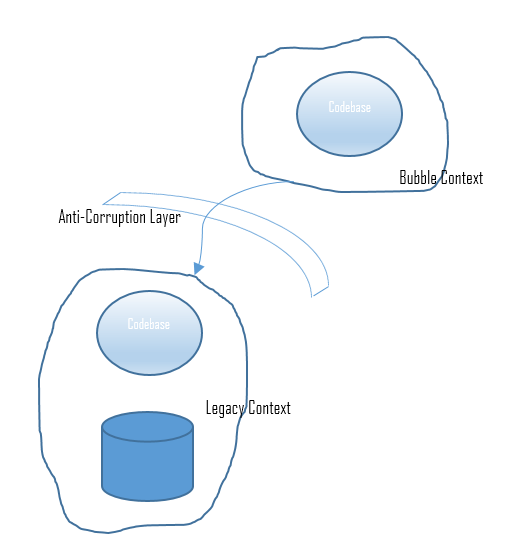 Codebase
Bubble Context
Anti-Corruption Layer
Codebase
Legacy Context